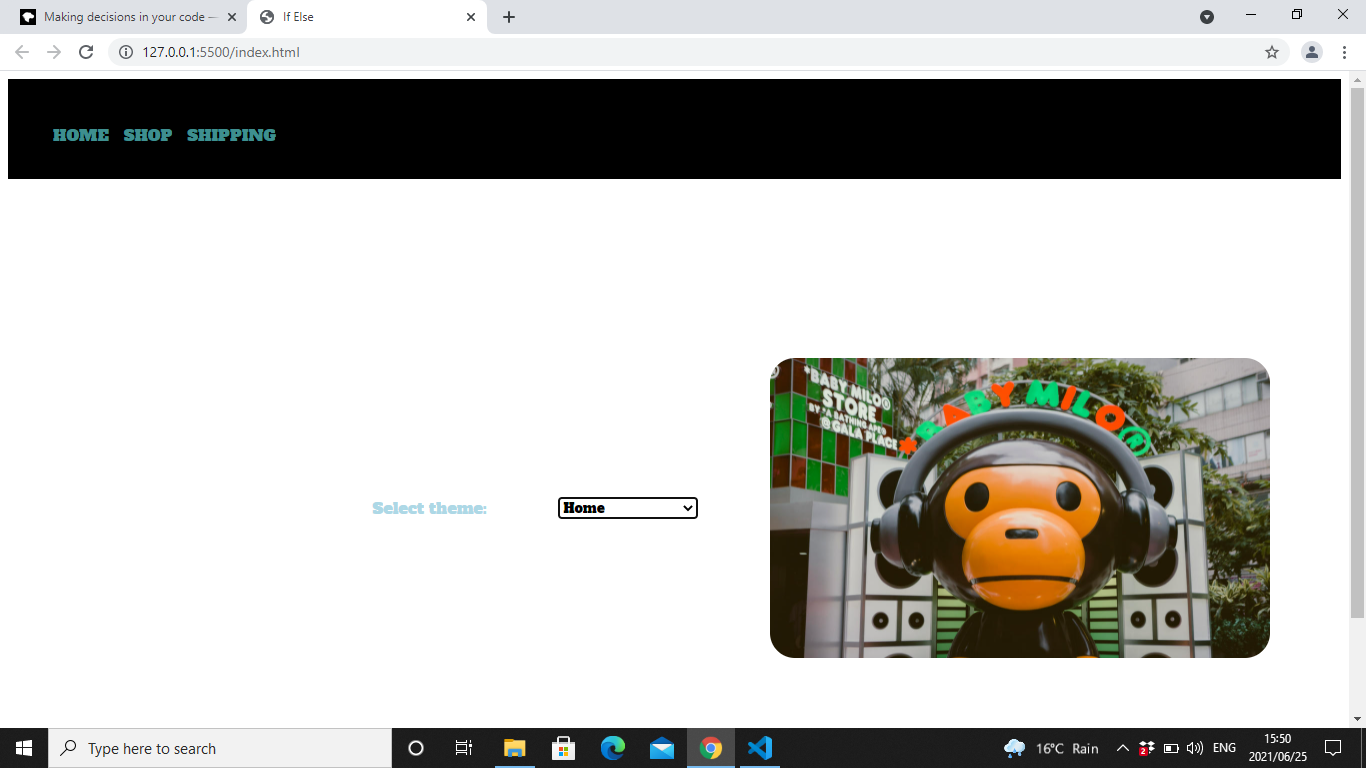 Making decisions in your code —
If Else
127.0.0.1:5500/index.html
HOME SHOP SHIPPING
Select theme:
Home
*BABY MILO®
STORE
BY *A BATHING APE®
@GALA PLACE
*BABY MILO®
Type here to search
16°C Rain
2
ENG
15:50
2021/06/25